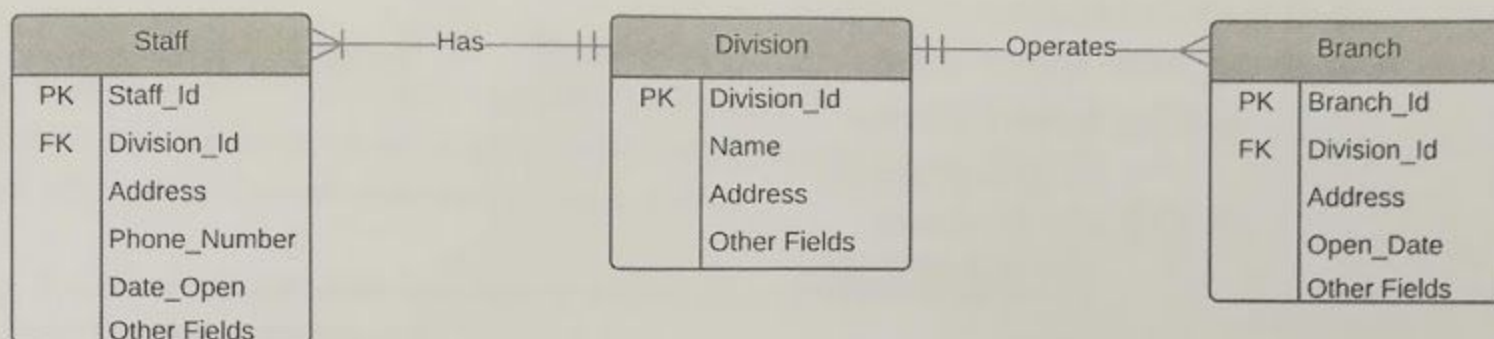 Staff
PK Staff_Id
FK Division_Id
Address
Phone_Number
Date_Open
Other Fields
Has
Division
PK Division_Id
Name
Address
Other Fields
Operates
Branch
PK Branch_Id
FK Division_Id
Address
Open_Date
Other Fields